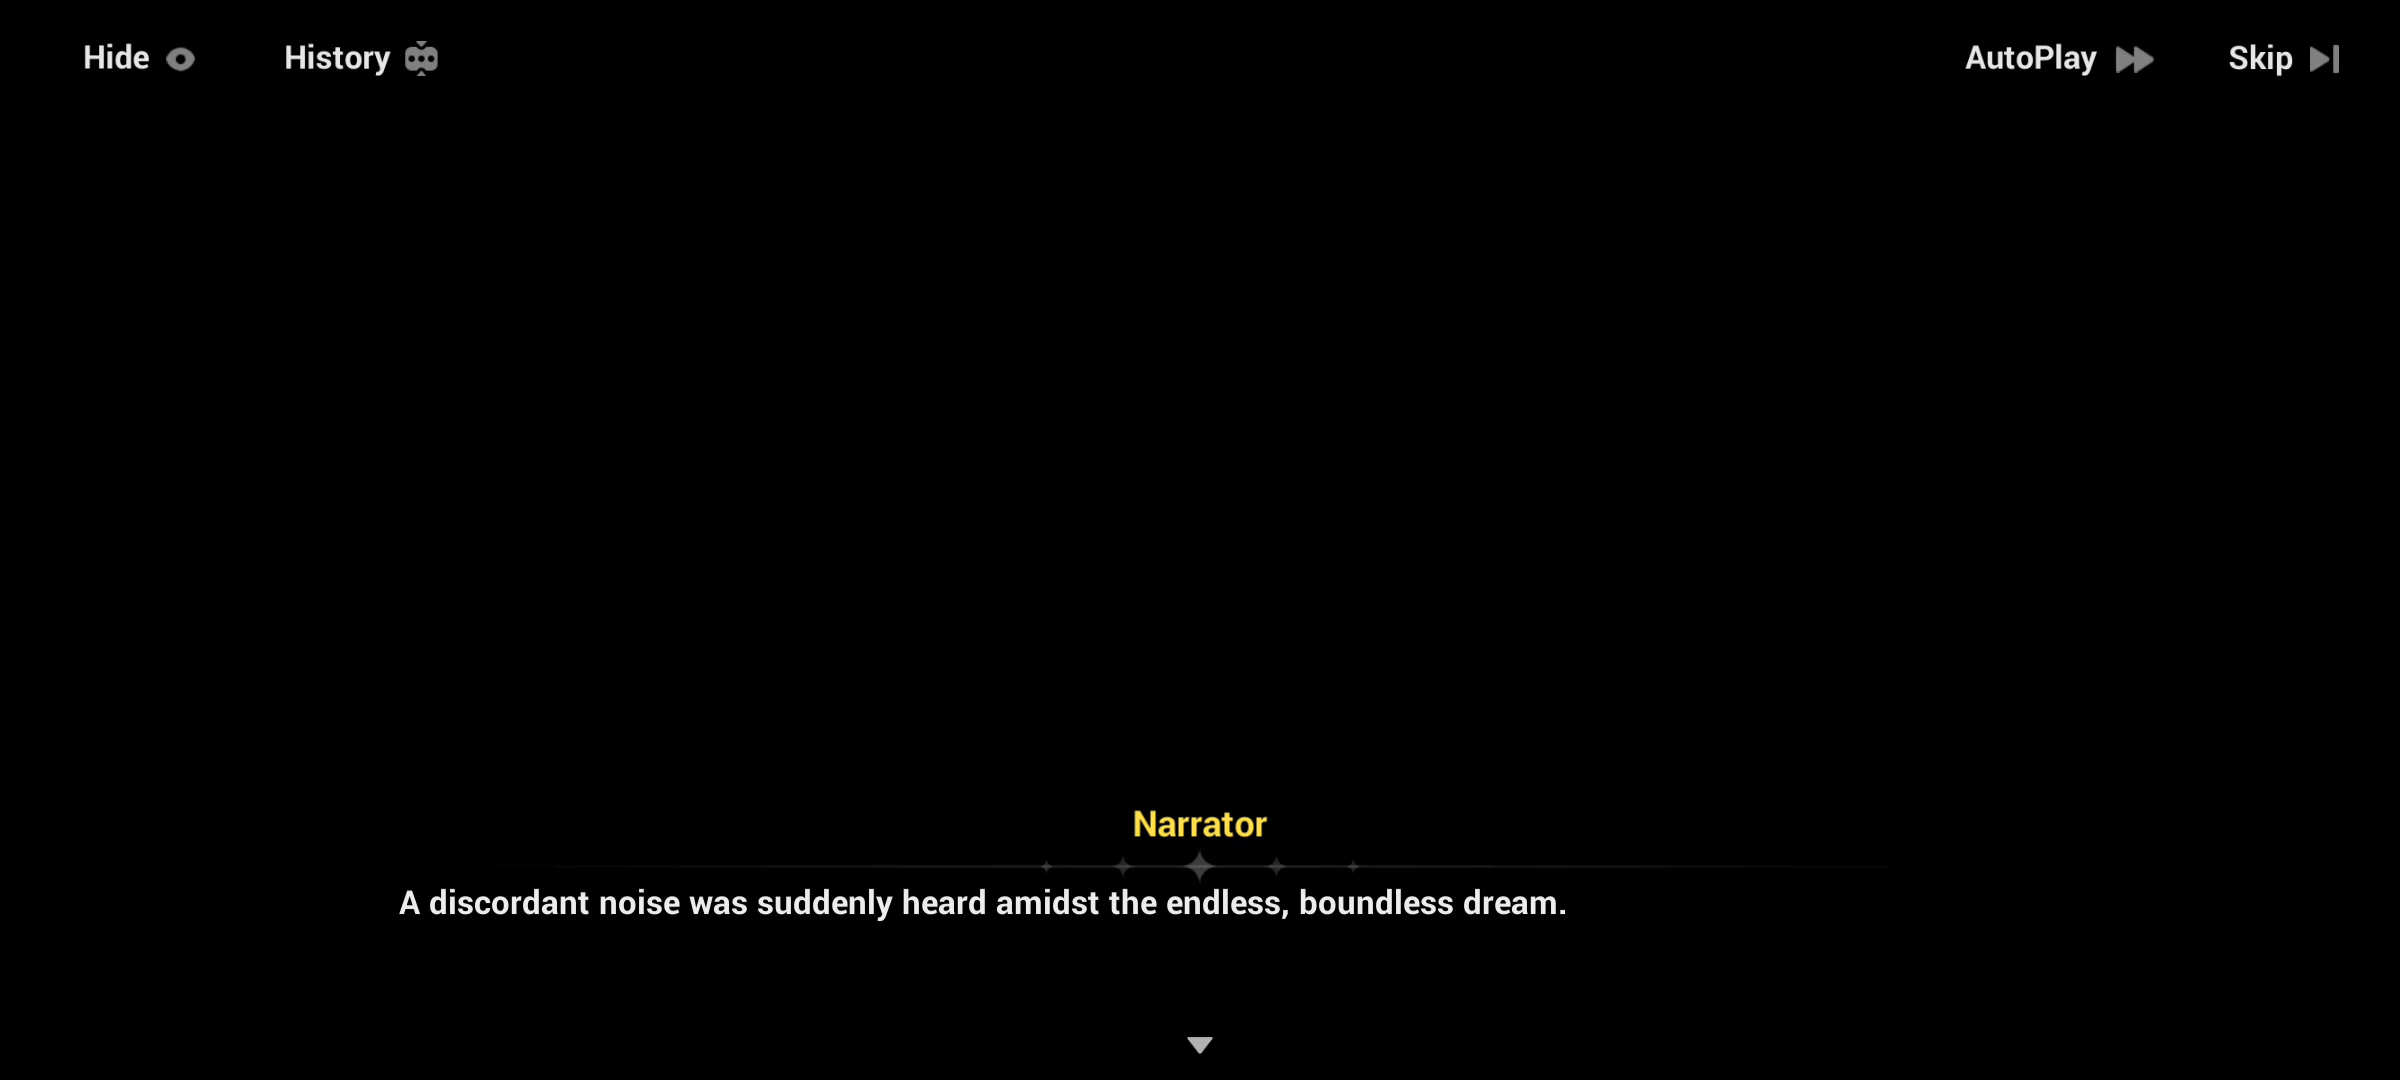 Hide
History
AutoPlay
Skip
Narrator
A discordant noise was suddenly heard amidst the endless, boundless dream.